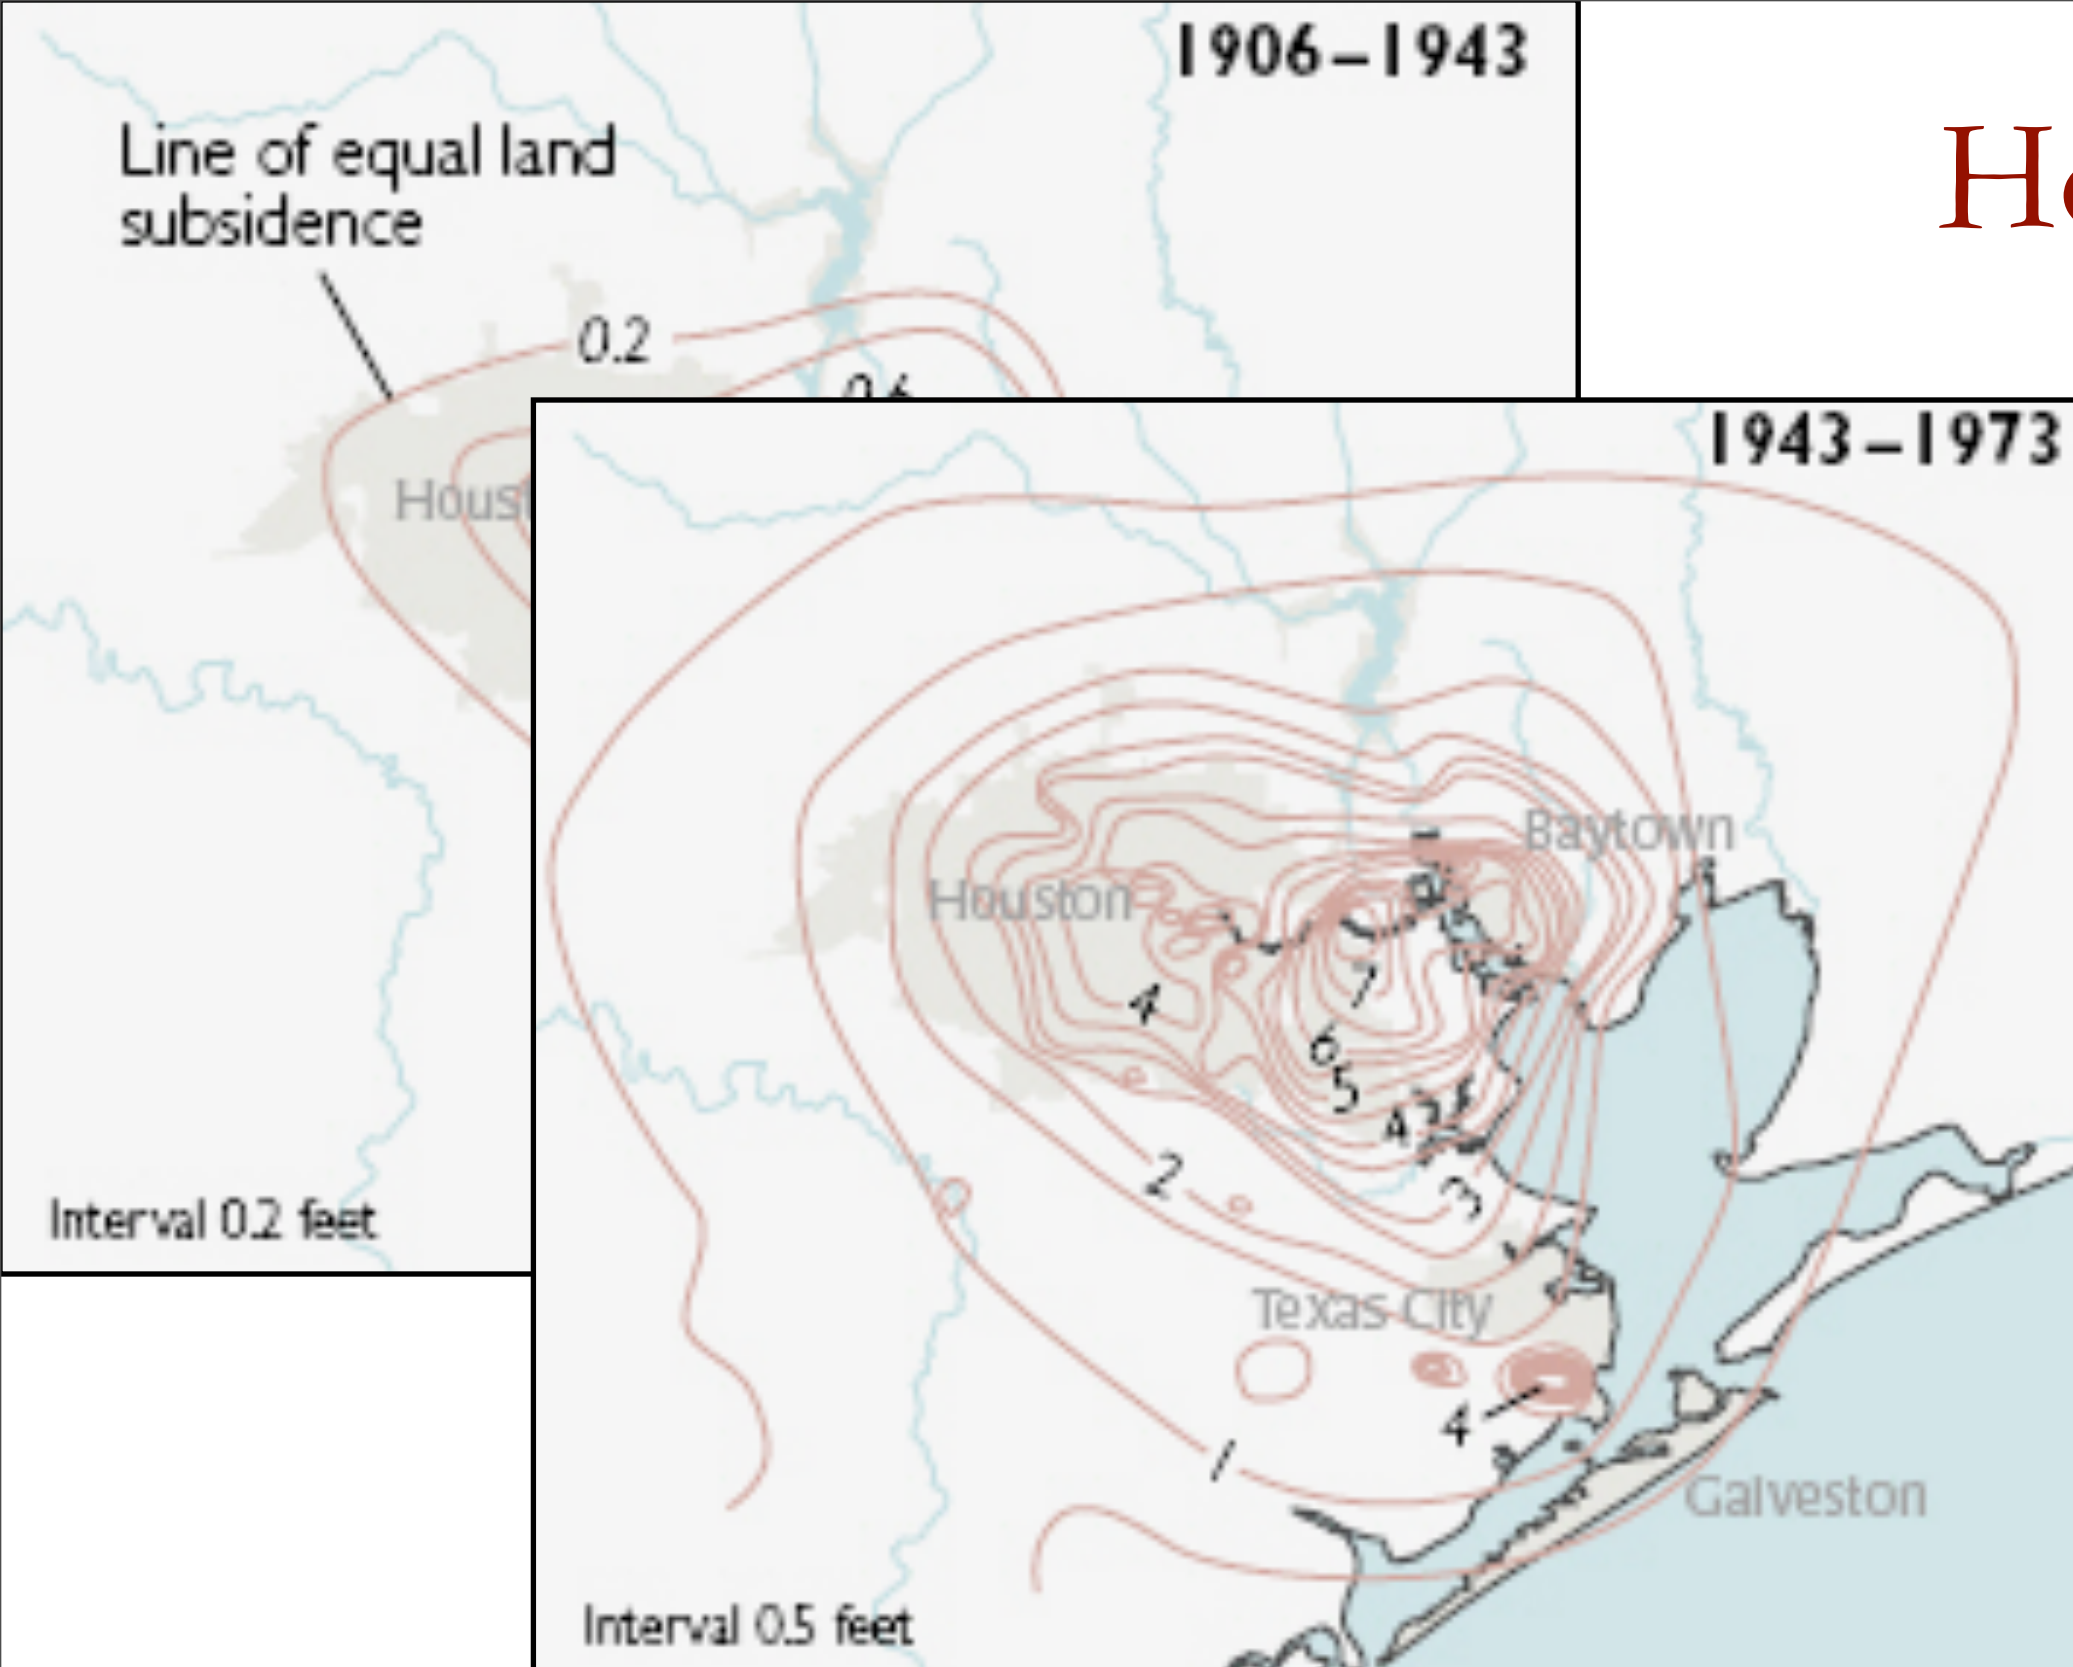 1906–1943
Line of equal land
subsidence
0.2
Interval 0.2 feet
1943–1973
Baytown
Houston
4
7
6
5
4
2
3
Texas City
4
1
Galveston
Interval 0.5 feet